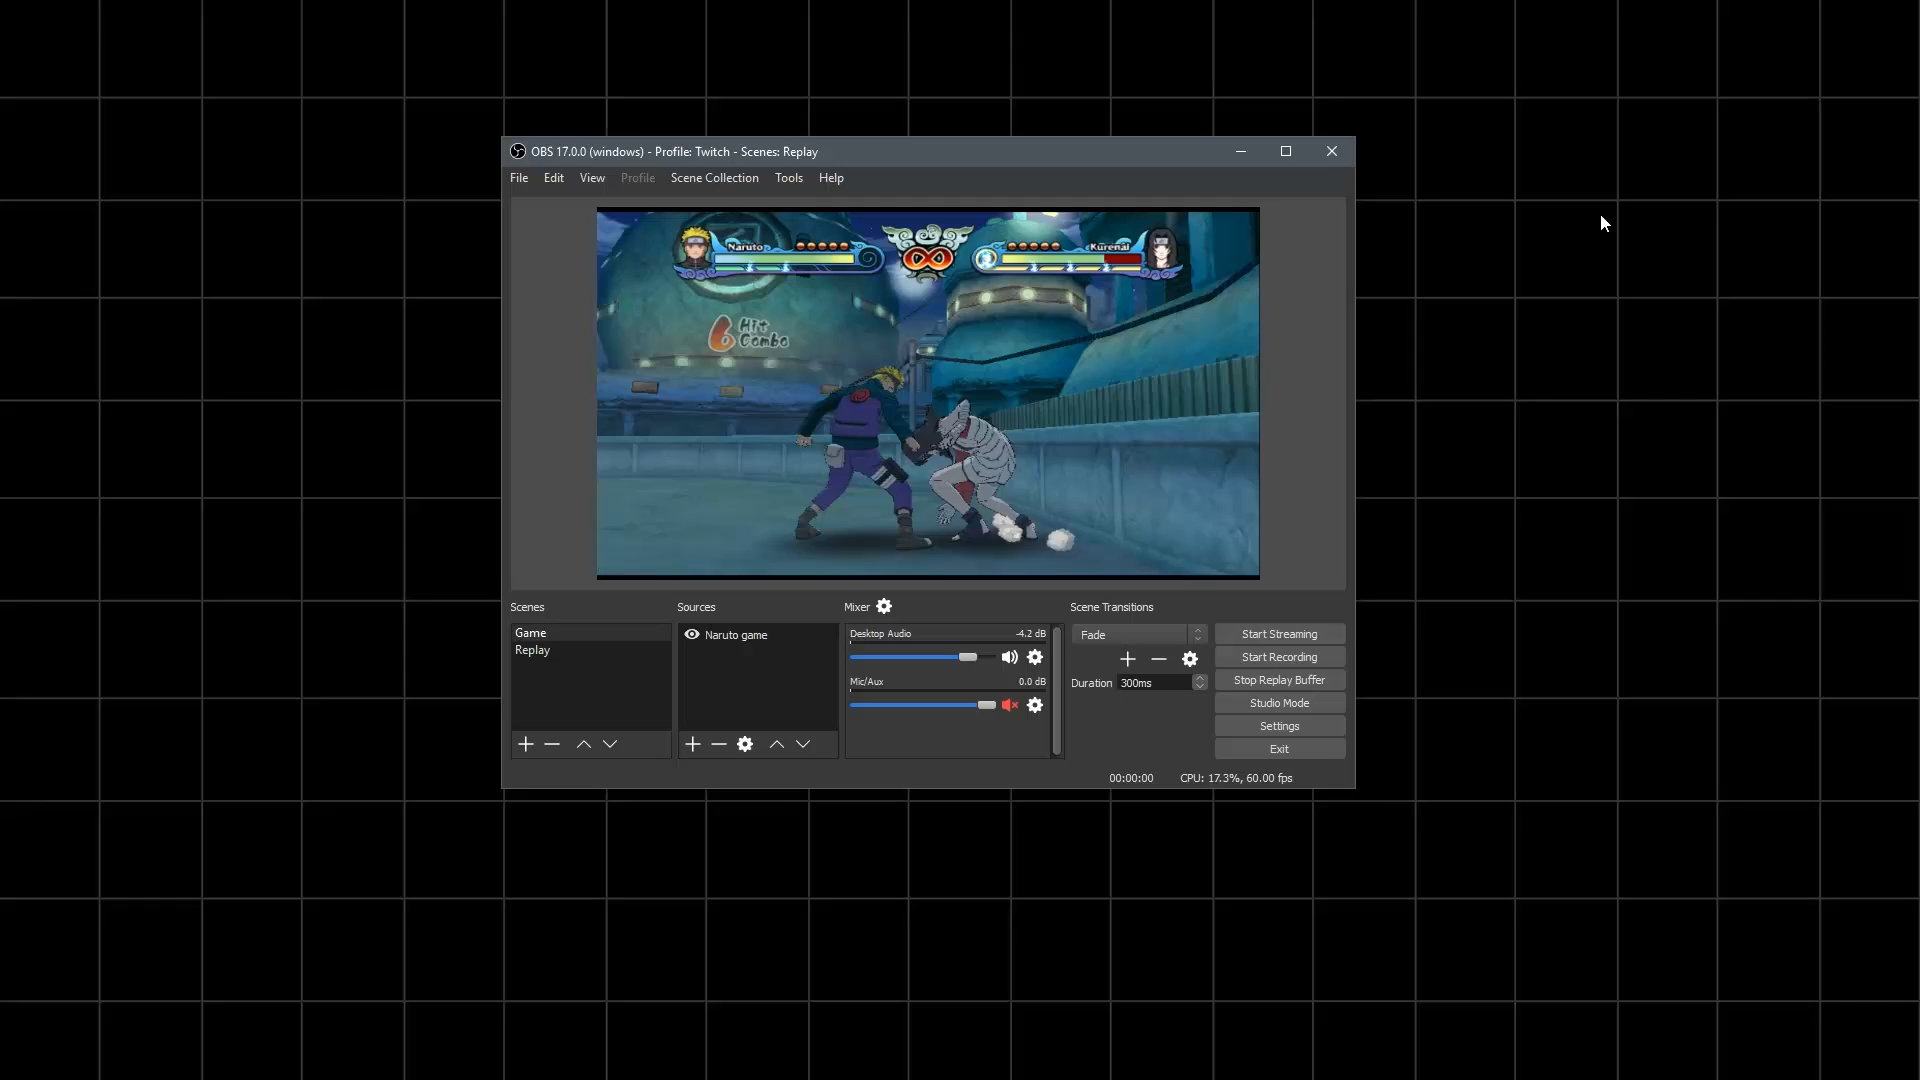 OBS 17.0.0 (windows) - Profile: Twitch - Scenes: Replay
File Edit View Profile Scene Collection Tools Help
Naruto Kurenai
6 Hit
Combo
Scenes Sources Mixer Scene Transitions
Game
Replay
Naruto game
Desktop Audio -4.2 dB
Mic/Aux 0.0 dB
Fade
Duration 300ms
Start Streaming
Start Recording
Stop Replay Buffer
Studio Mode
Settings
Exit
00:00:00 CPU: 17.3%, 60.00 fps